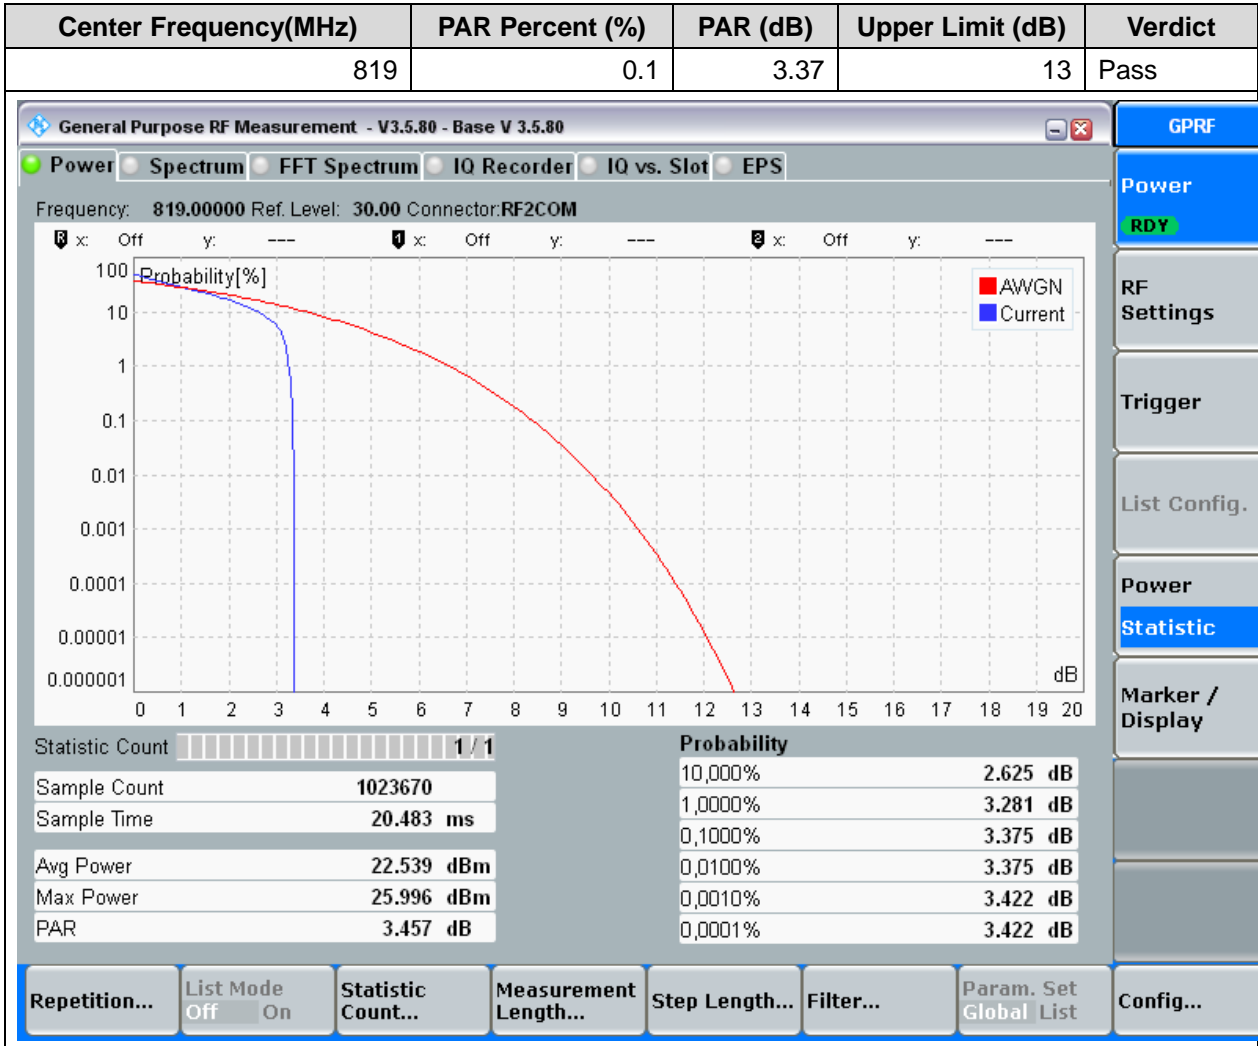 Center Frequency(MHz) PAR Percent (%) PAR (dB) Upper Limit (dB) Verdict
819 0.1 3.37 13 Pass
General Purpose RF Measurement - V3.5.80 - Base V 3.5.80
GPRF
Power Spectrum FFT Spectrum IQ Recorder IQ vs. Slot EPS
Frequency: 819.00000 Ref. Level: 30.00 Connector:RF2COM
R x: Off y: --- 1 x: Off y: --- 2 x: Off y: ---
Probability[%]
AWGN
Current
100
10
1
0.1
0.01
0.001
0.0001
0.00001
0.000001
dB
0 1 2 3 4 5 6 7 8 9 10 11 12 13 14 15 16 17 18 19 20
Statistic Count 1 / 1
Sample Count 1023670
Sample Time 20.483 ms
Avg Power 22.539 dBm
Max Power 25.996 dBm
PAR 3.457 dB
Probability
10,000% 2.625 dB
1,0000% 3.281 dB
0,1000% 3.375 dB
0,0100% 3.375 dB
0,0010% 3.422 dB
0,0001% 3.422 dB
Power
RDY
RF
Settings
Trigger
List Config.
Power
Statistic
Marker /
Display
Repetition...
List Mode
Off On
Statistic
Count...
Measurement
Length...
Step Length...
Filter...
Param. Set
Global List
Config...